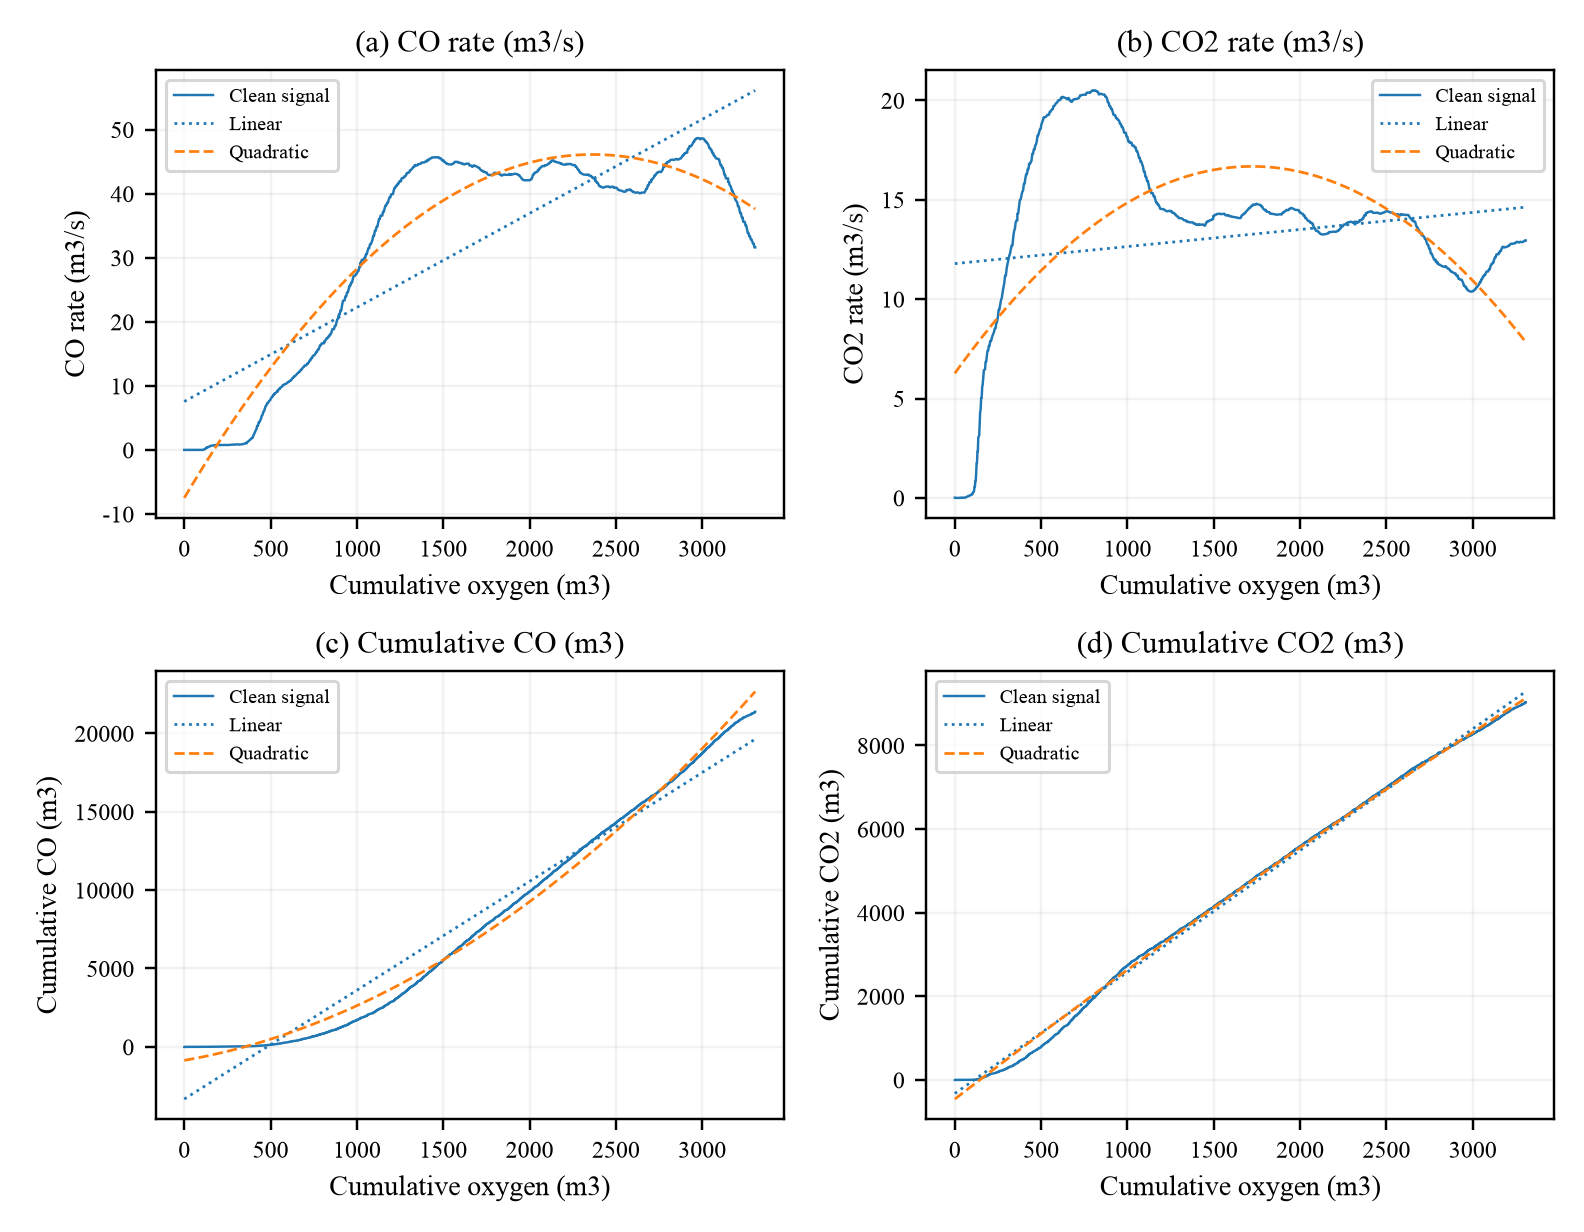 (a) CO rate (m3/s)
Clean signal
Linear
Quadratic
50
40
30
20
10
0
-10
CO rate (m3/s)
0 500 1000 1500 2000 2500 3000
Cumulative oxygen (m3)
(b) CO2 rate (m3/s)
Clean signal
Linear
Quadratic
20
15
10
5
0
CO2 rate (m3/s)
0 500 1000 1500 2000 2500 3000
Cumulative oxygen (m3)
(c) Cumulative CO (m3)
Clean signal
Linear
Quadratic
20000
15000
10000
5000
0
Cumulative CO (m3)
0 500 1000 1500 2000 2500 3000
Cumulative oxygen (m3)
(d) Cumulative CO2 (m3)
Clean signal
Linear
Quadratic
8000
6000
4000
2000
0
Cumulative CO2 (m3)
0 500 1000 1500 2000 2500 3000
Cumulative oxygen (m3)